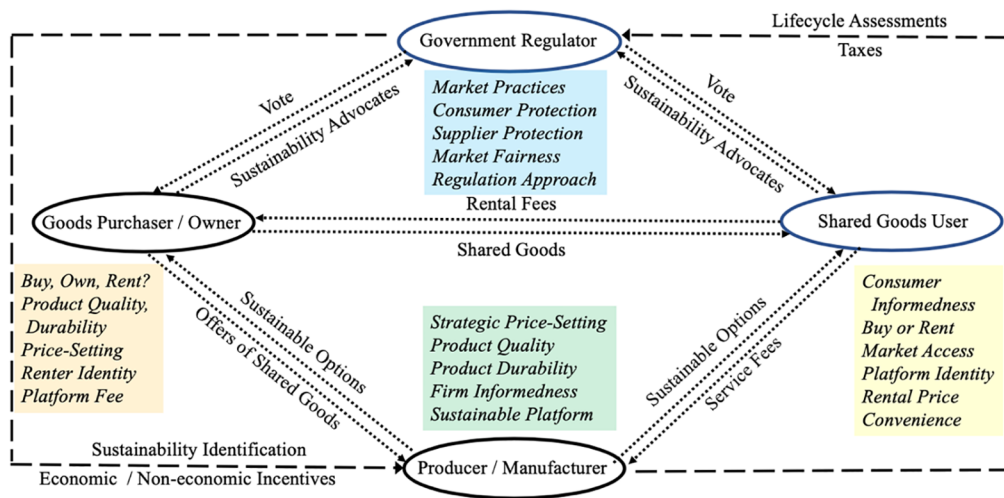 Lifecycle Assessments
Taxes
Government Regulator
Vote
Sustainability Advocates
Market Practices
Consumer Protection
Supplier Protection
Market Fairness
Regulation Approach
Vote
Sustainability Advocates
Goods Purchaser / Owner
Rental Fees
Shared Goods
Shared Goods User
Buy, Own, Rent?
Product Quality,
Durability
Price-Setting
Renter Identity
Platform Fee
Sustainable Options
Offers of Shared Goods
Strategic Price-Setting
Product Quality
Product Durability
Firm Informedness
Sustainable Platform
Sustainable Options
Service Fees
Consumer
Informedness
Buy or Rent
Market Access
Platform Identity
Rental Price
Convenience
Sustainability Identification
Economic / Non-economic Incentives
Producer / Manufacturer